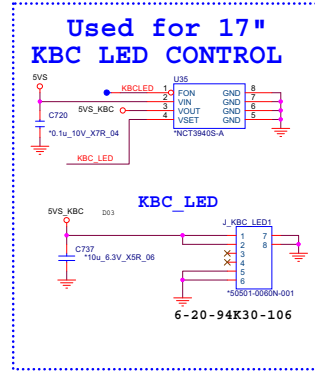 Used for 17"
KBC LED CONTROL
5VS
U35
KBCLED
1 FON GND 8
2 VIN GND 7
5VS_KBC 3 VOUT GND 6
4 VSET GND 5
C720
*0.1u_10V_X7R_04
*NCT3940S-A
KBC_LED
KBC_LED
5VS_KBC
D03
J_KBC_LED1
1 7
2 8
3
4
5
6
C737
*10u_6.3V_X5R_06
*50501-0060N-001
6-20-94K30-106